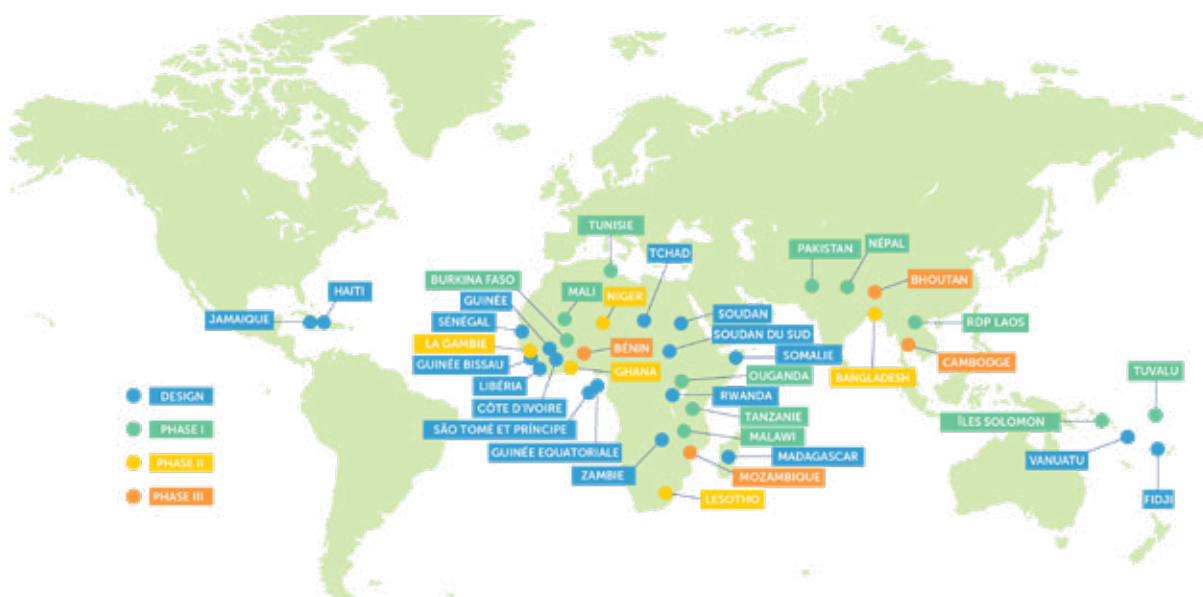 TUNISIE
TCHAD
PAKISTAN
NÉPAL
BURKINA FASO
MALI
NIGER
BHOUTAN
HAITI
GUINÉE
JAMAIQUE
SENÉGAL
SOUDAN
RDP LAOS
LA GAMBIE
BÉNIN
SOUDAN DU SUD
GUINÉE BISSAU
GHANA
SOMALIE
CAMBOOGE
LIBÉRIA
OUGANDA
BANGLADESH
TUVALU
DESIGN
CÔTE D'IVOIRE
RWANDA
PHASE I
SÃO TOMÉ ET PRÍNCIPE
TANZANIE
ÎLES SOLOMON
MALAWI
GUINÉE EQUATORIALE
MADAGASCAR
VANUATU
PHASE II
ZAMBIE
MOZAMBIQUE
PHASE III
LESOTHO
FIDJI